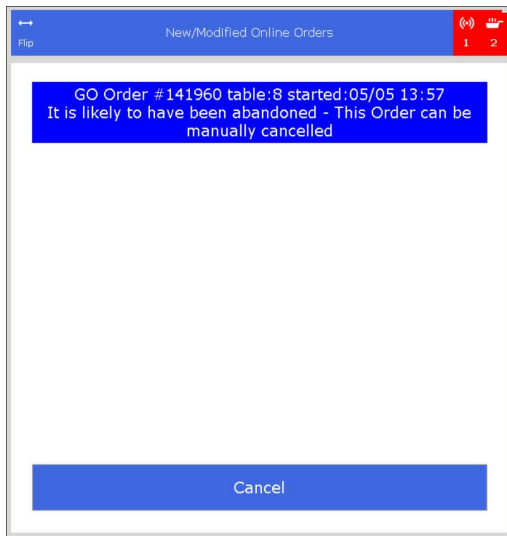 Flip
New/Modified Online Orders
1 2
GO Order #141960 table:8 started:05/05 13:57
It is likely to have been abandoned - This Order can be
manually cancelled
Cancel